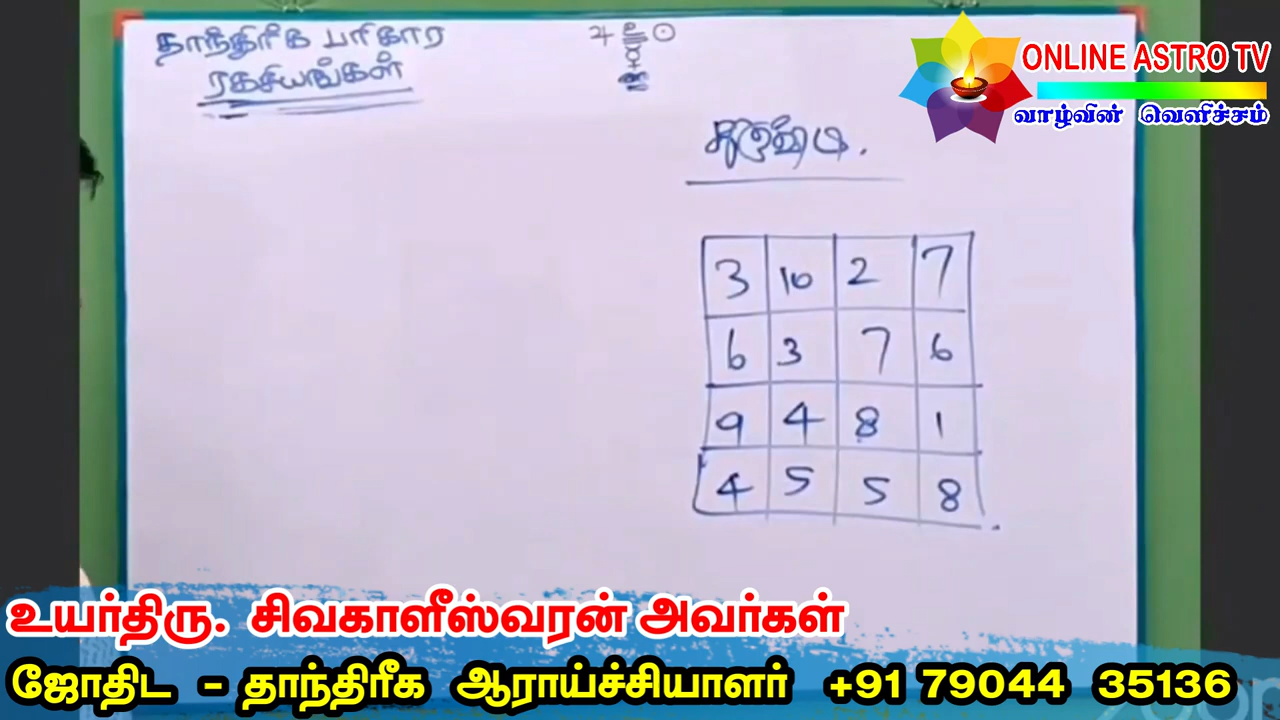 தாந்திரீக பரிகார
ரகசியங்கள்
ONLINE ASTRO TV
வாழ்வின் வெளிச்சம்
3 10 2 7
6 3 7 6
9 4 8 1
4 5 5 8
உயர்திரு. சிவகாளீஸ்வரன் அவர்கள்
ஜோதிட - தாந்திரீக ஆராய்ச்சியாளர் +91 79044 35136